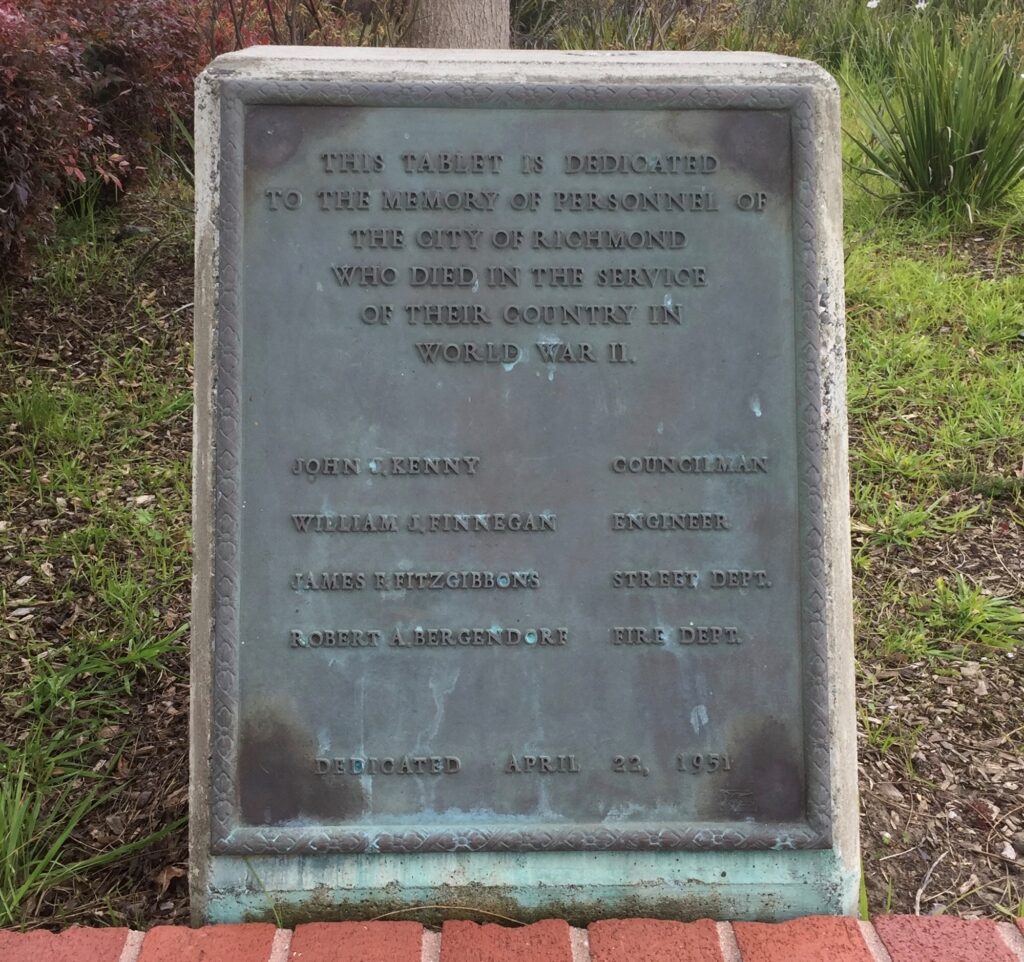 THIS TABLET IS DEDICATED
TO THE MEMORY OF PERSONNEL OF
THE CITY OF RICHMOND
WHO DIED IN THE SERVICE
OF THEIR COUNTRY IN
WORLD WAR II.
JOHN J. KENNY COUNCILMAN
WILLIAM J. FINNEGAN ENGINEER
JAMES F. FITZGIBBONS STREET DEPT.
ROBERT A. BERGENDORF FIRE DEPT.
DEDICATED APRIL 22, 1951